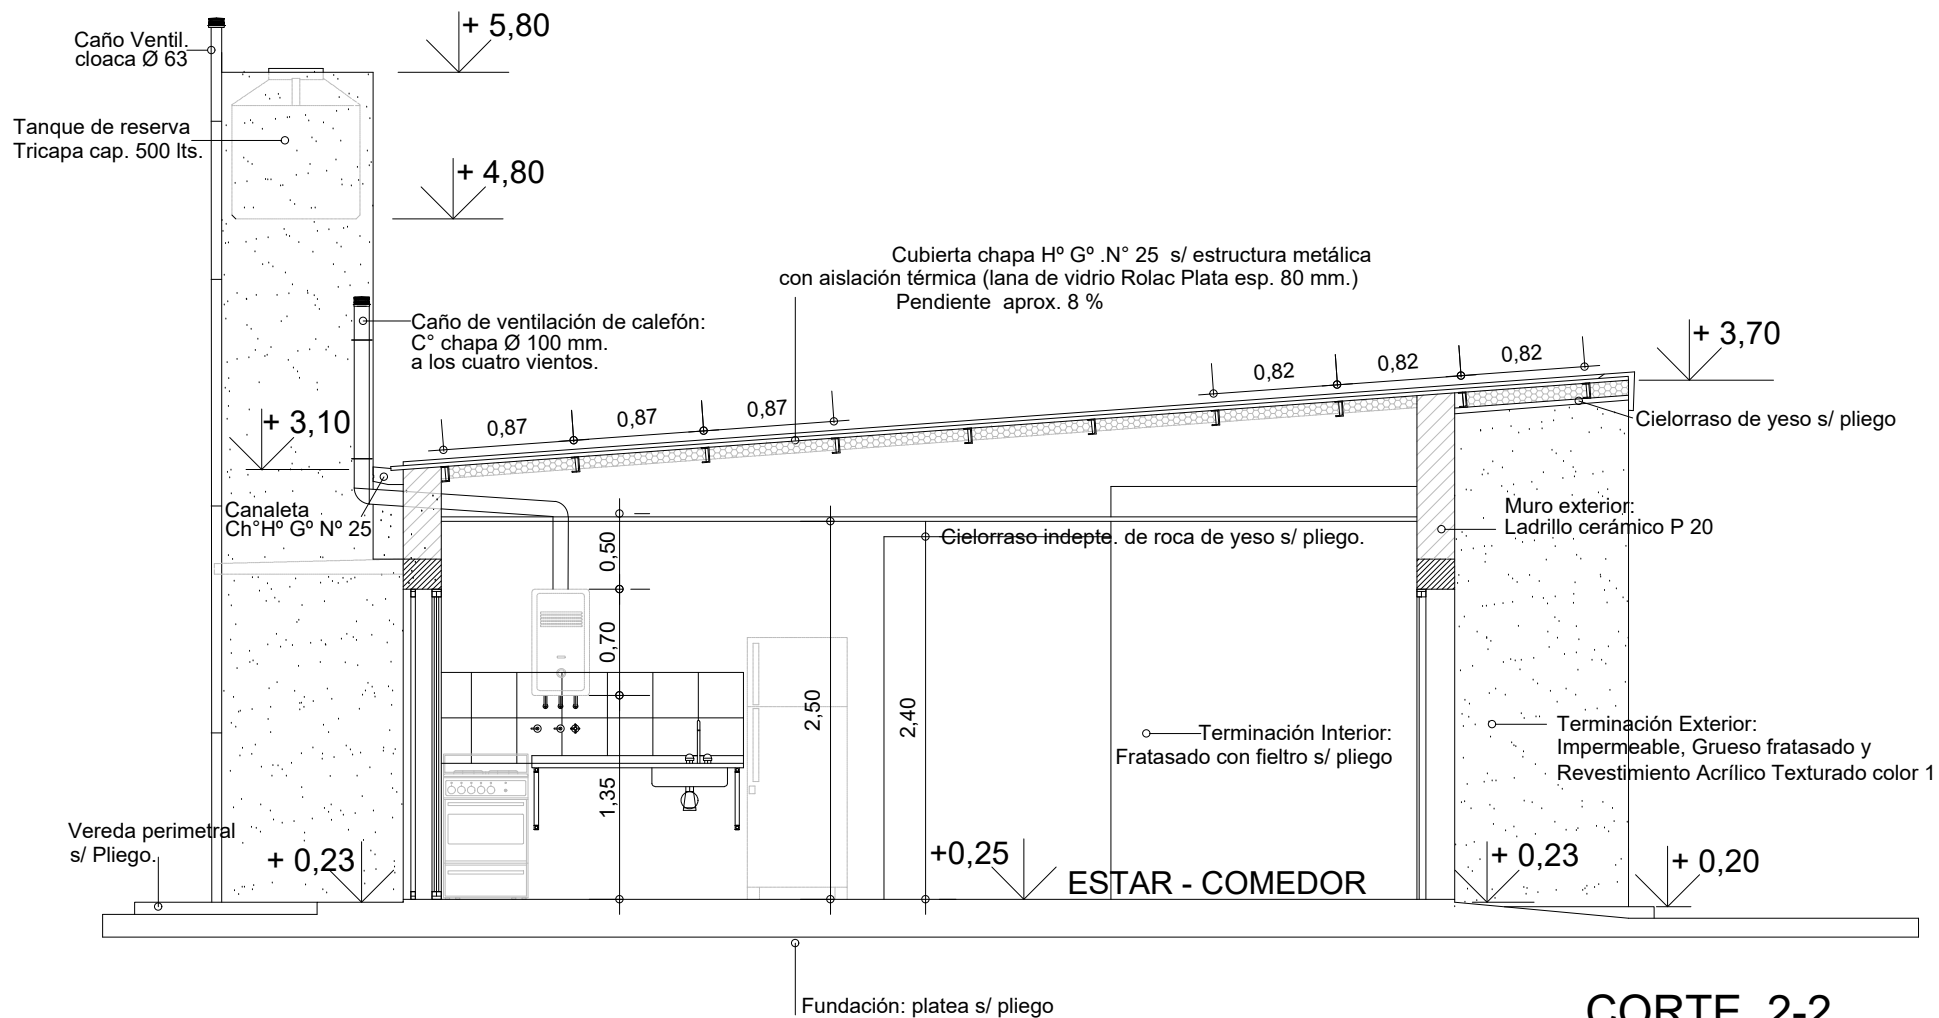 Caño Ventil.
cloaca Ø 63
+ 5,80
Tanque de reserva
Tricapa cap. 500 lts.
+ 4,80
Cubierta chapa Hº Gº .N° 25 s/ estructura metálica
con aislación térmica (lana de vidrio Rolac Plata esp. 80 mm.)
Pendiente aprox. 8 %
Caño de ventilación de calefón:
C° chapa Ø 100 mm.
a los cuatro vientos.
+ 3,70
0,82
0,82
0,82
0,87
0,87
0,87
+ 3,10
Cielorraso de yeso s/ pliego
Canaleta
Ch°Hº Gº Nº 25
Muro exterior:
Ladrillo cerámico P 20
Cielorraso indepte. de roca de yeso s/ pliego.
0,50
0,70
1,35
2,50
2,40
Terminación Interior:
Fratasado con fieltro s/ pliego
Terminación Exterior:
Impermeable, Grueso fratasado y
Revestimiento Acrílico Texturado color 1
Vereda perimetral
s/ Pliego.
+ 0,23
+0,25
ESTAR - COMEDOR
+ 0,23
+ 0,20
Fundación: platea s/ pliego
CORTE 2-2